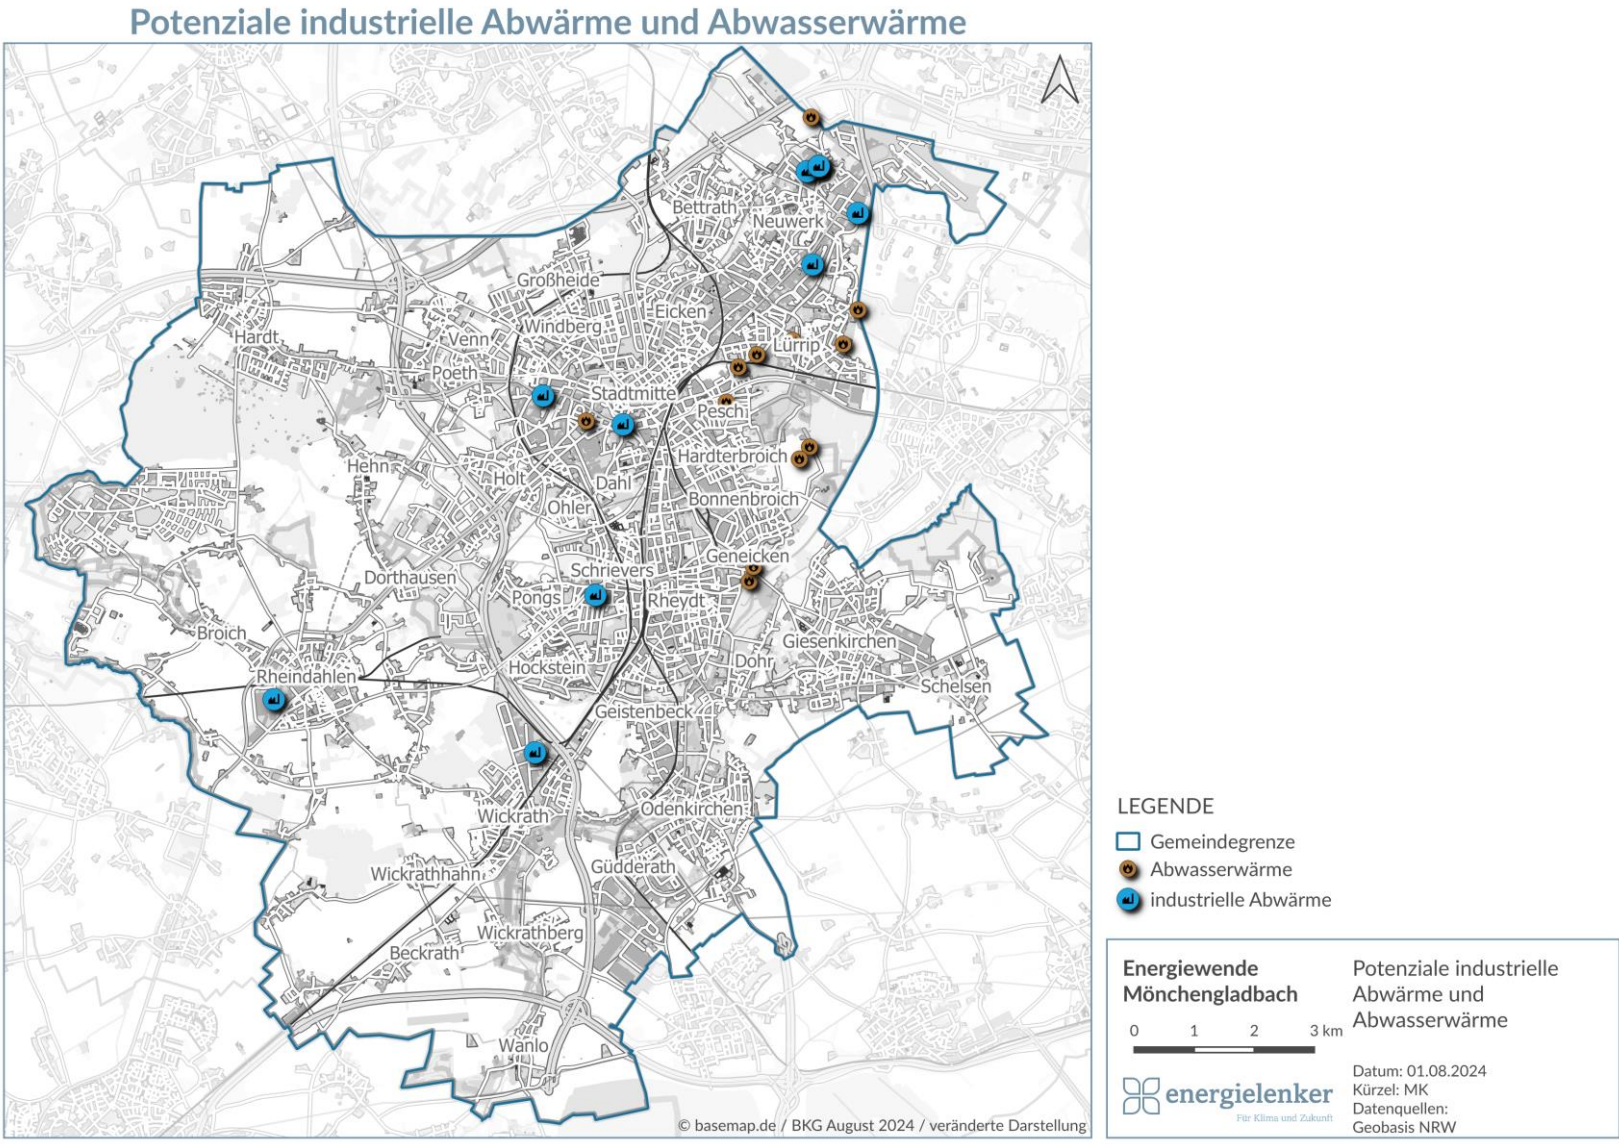 Potenziale industrielle Abwärme und Abwasserwärme
Bettrath
Neuwerk
Großheide
Eicken
Windberg
Hardt
Venn
Lürrip
Poeth
Stadtmitte
Pesch
Hehn
Holt
Dahl
Hardterbroich
Ohler
Bonnenbroich
Geneicken
Dorthausen
Schrievers
Pongs
Rheydt
Broich
Giesenkirchen
Rheindahlen
Hockstein
Dohr
Schelsen
Geistenbeck
Wickrath
Odenkirchen
Wickrathhahn
Güdderath
Wickrathberg
Beckrath
Wanlo
© basemap.de / BKG August 2024 / veränderte Darstellung
LEGENDE
Gemeindegrenze
Abwasserwärme
industrielle Abwärme
Energiewende
Mönchengladbach
0 1 2 3 km
energielenker
Für Klima und Zukunft
Potenziale industrielle
Abwärme und
Abwasserwärme
Datum: 01.08.2024
Kürzel: MK
Datenquellen:
Geobasis NRW